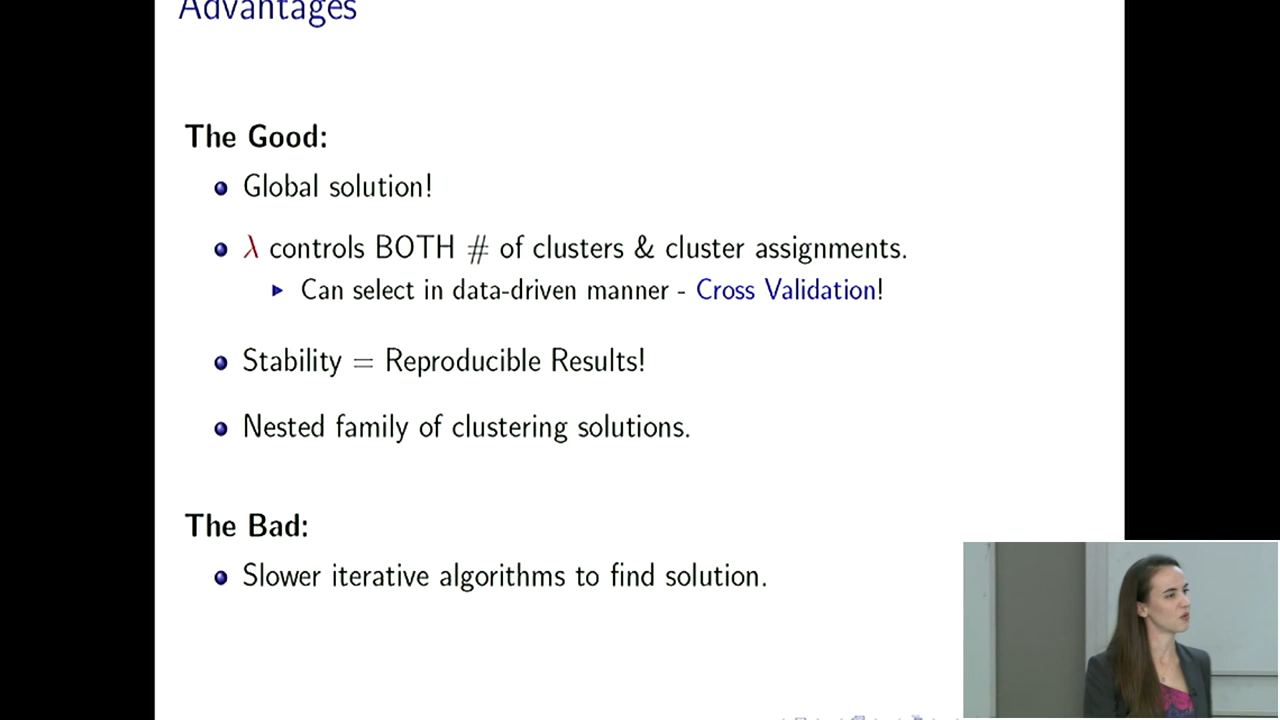 Advantages
The Good:
Global solution!
λ controls BOTH # of clusters & cluster assignments.
Can select in data-driven manner - Cross Validation!
Stability = Reproducible Results!
Nested family of clustering solutions.
The Bad:
Slower iterative algorithms to find solution.